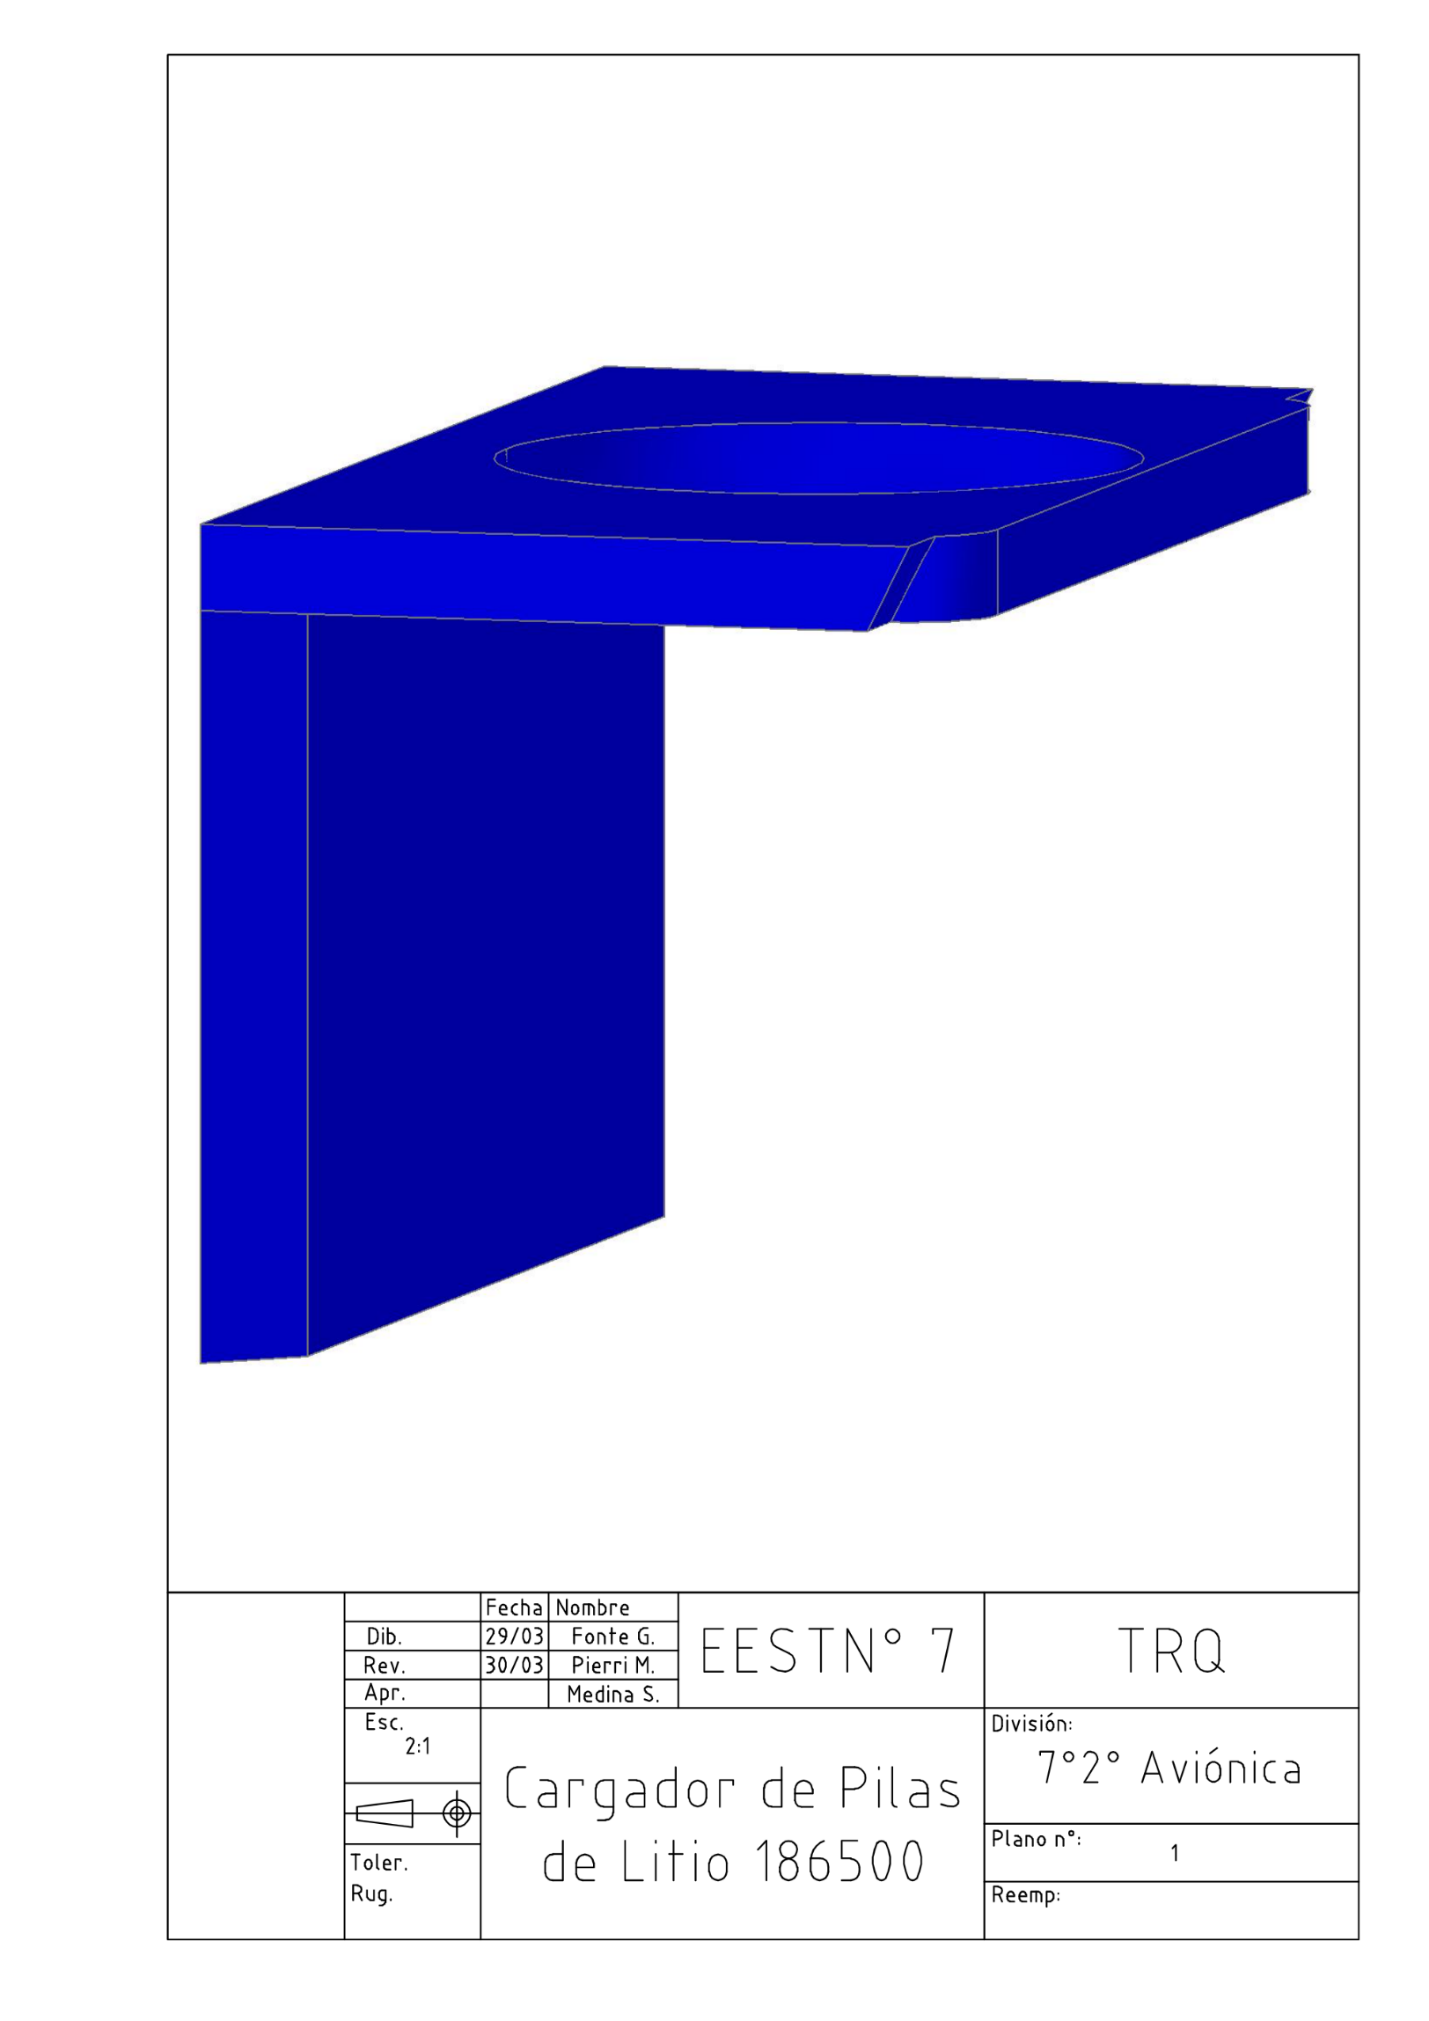 Fecha Nombre
Dib. 29/03 Fonte G.
Rev. 30/03 Pierri M.
Apr. Medina S.
EESTN° 7
TRQ
Esc.
2:1
Toler.
Rug.
Cargador de Pilas
de Litio 186500
División:
7°2° Aviónica
Plano n°:
1
Reemp: